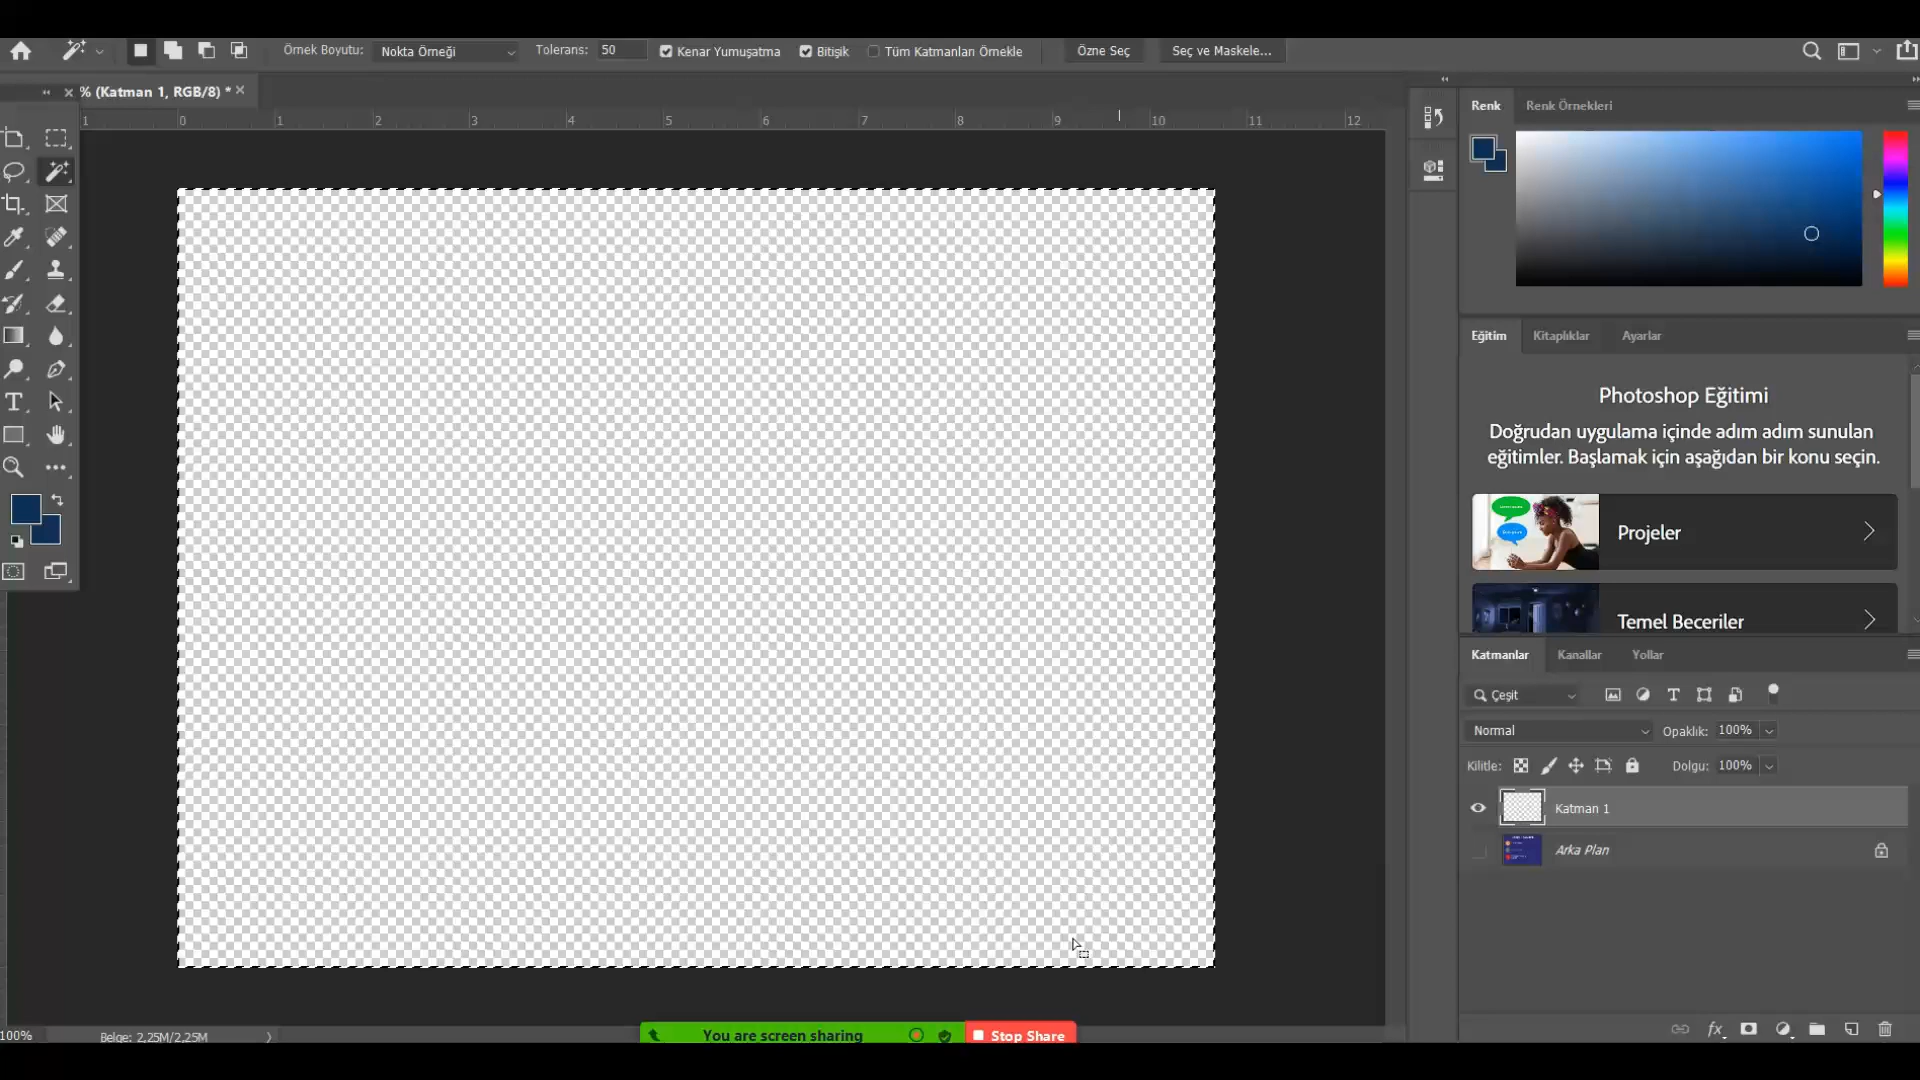 Örnek Boyutu: Nokta Örneği Tolerans: 50 Kenar Yumuşatma Bitişik Tüm Katmanları Örnekle Özne Seç Seç ve Maskele...
% (Katman 1, RGB/8) *
1 0 1 2 3 4 5 6 7 8 9 10 11 12
Renk Renk Örnekleri
Eğitim Kitaplıklar Ayarlar
Photoshop Eğitimi
Doğrudan uygulama içinde adım adım sunulan
eğitimler. Başlamak için aşağıdan bir konu seçin.
Projeler
Temel Beceriler
Katmanlar Kanallar Yollar
Çeşit
Normal Opaklık: 100%
Kilitle: Dolgu: 100%
Katman 1
Arka Plan
100% Belge: 2,25M/2,25M
You are screen sharing Stop Share